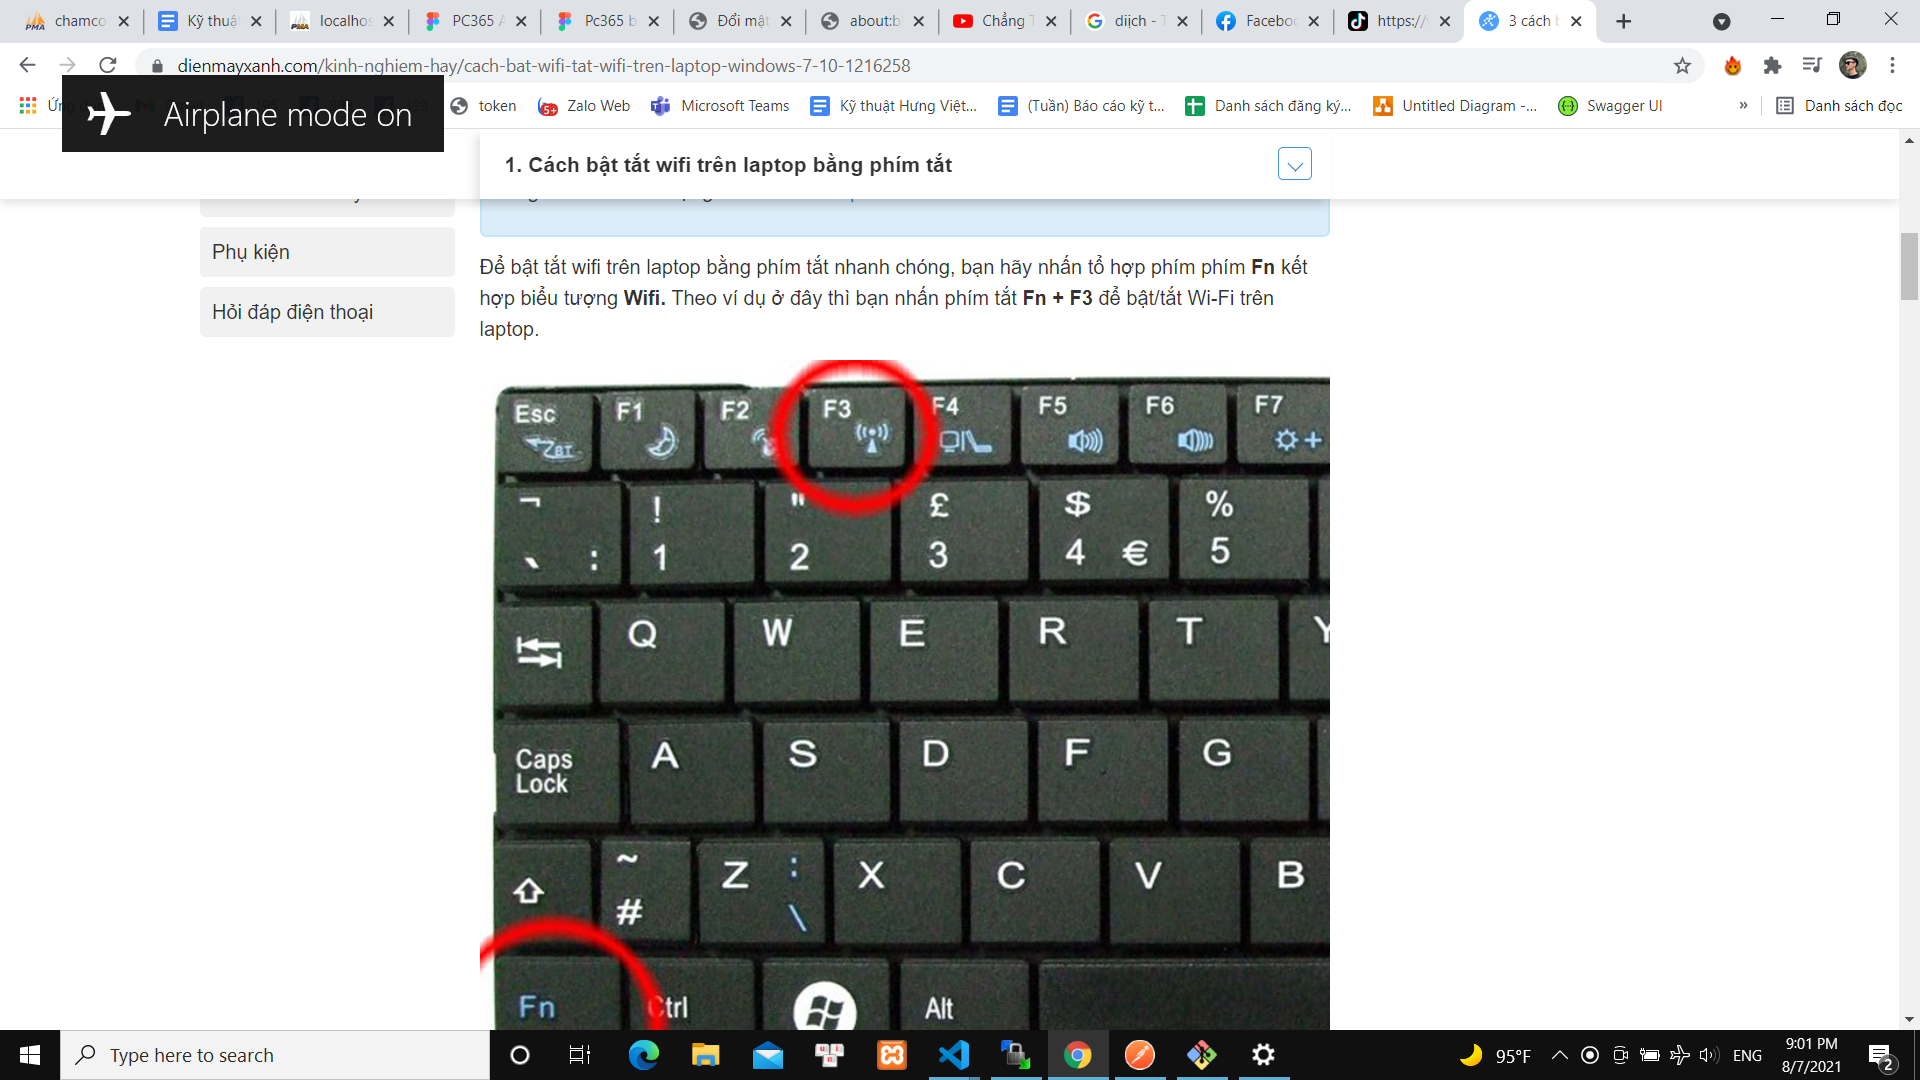 chamco
Kỹ thuật
localhos
PC365 A
Pc365 b
Đổi mật
about:b
Chẳng T
diịch - T
Faceboo
https://
3 cách b
dienmayxanh.com/kinh-nghiem-hay/cach-bat-wifi-tat-wifi-tren-laptop-windows-7-10-1216258
token
Zalo Web
Microsoft Teams
Kỹ thuật Hưng Việt...
(Tuần) Báo cáo kỹ t...
Danh sách đăng ký...
Untitled Diagram -...
Swagger UI
»
Danh sách đọc
Airplane mode on
1. Cách bật tắt wifi trên laptop bằng phím tắt
Phụ kiện
Hỏi đáp điện thoại
Để bật tắt wifi trên laptop bằng phím tắt nhanh chóng, bạn hãy nhấn tổ hợp phím phím Fn kết
hợp biểu tượng Wifi. Theo ví dụ ở đây thì bạn nhấn phím tắt Fn + F3 để bật/tắt Wi-Fi trên
laptop.
Esc F1 F2 F3 F4 F5 F6 F7
BT
¬ ! " £ $ %
` : 1 2 3 4 € 5
Q W E R T Y
Caps
Lock
A S D F G
~ Z : X C V B
# \
Fn Ctrl Alt
Type here to search
95°F
ENG
9:01 PM
8/7/2021
2